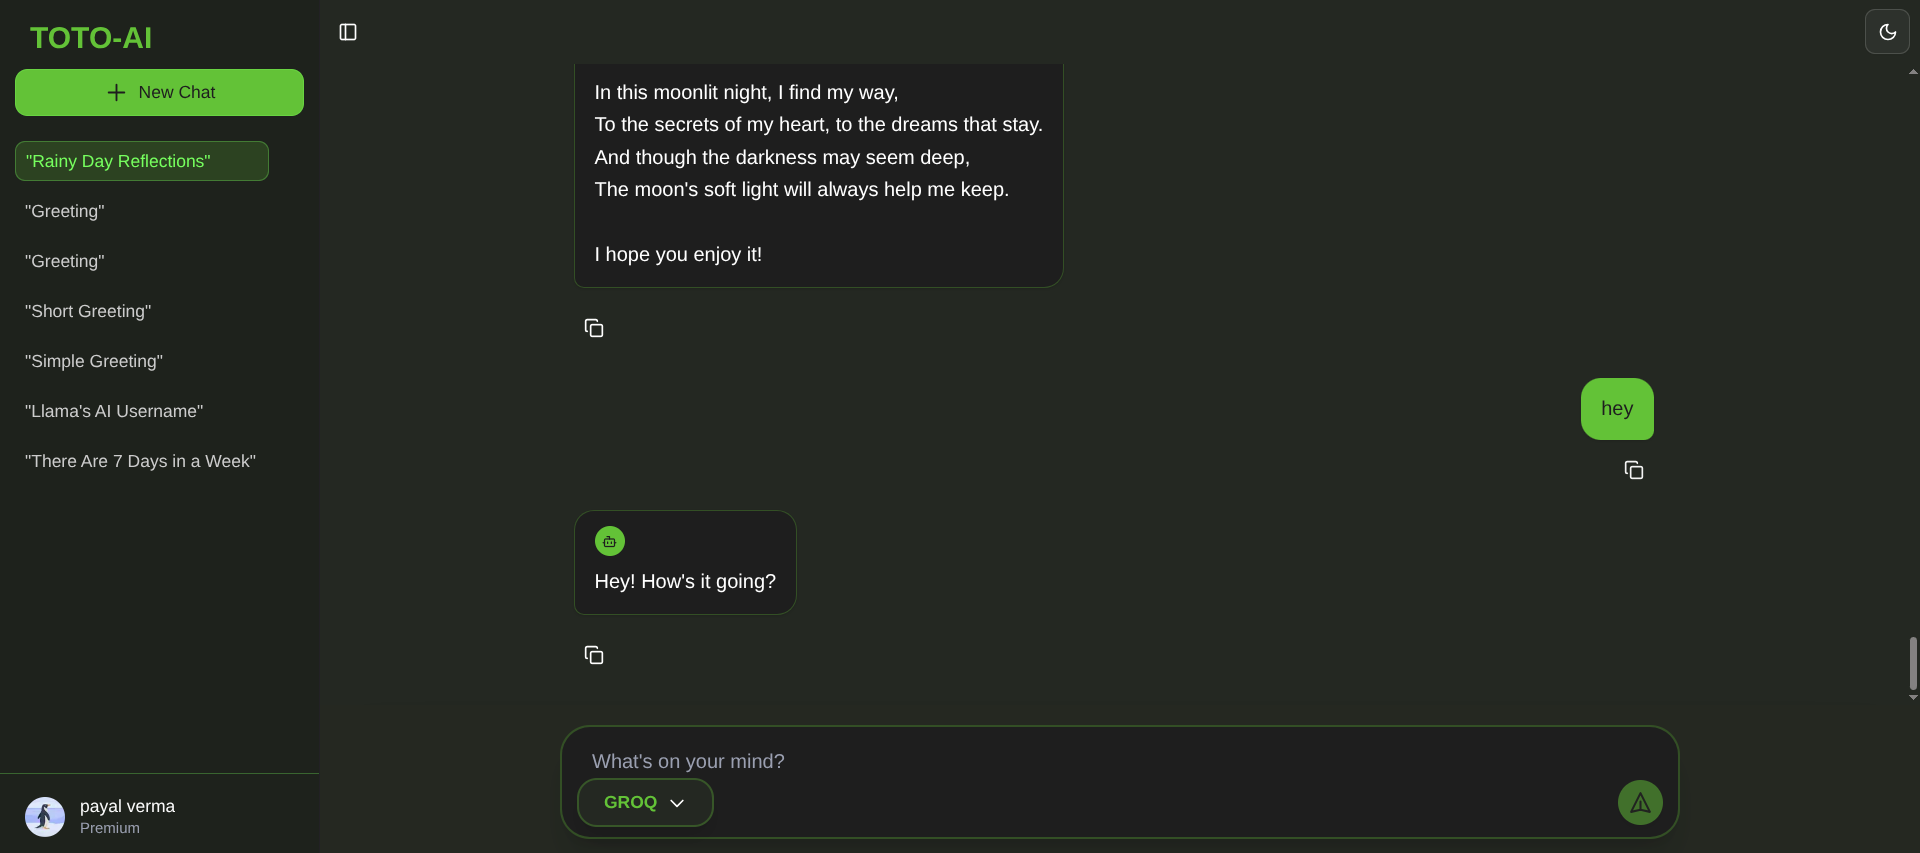 TOTO-AI
New Chat
"Rainy Day Reflections"
"Greeting"
"Greeting"
"Short Greeting"
"Simple Greeting"
"Llama's AI Username"
"There Are 7 Days in a Week"
payal verma
Premium
In this moonlit night, I find my way,
To the secrets of my heart, to the dreams that stay.
And though the darkness may seem deep,
The moon's soft light will always help me keep.
I hope you enjoy it!
hey
Hey! How's it going?
What's on your mind?
GROQ